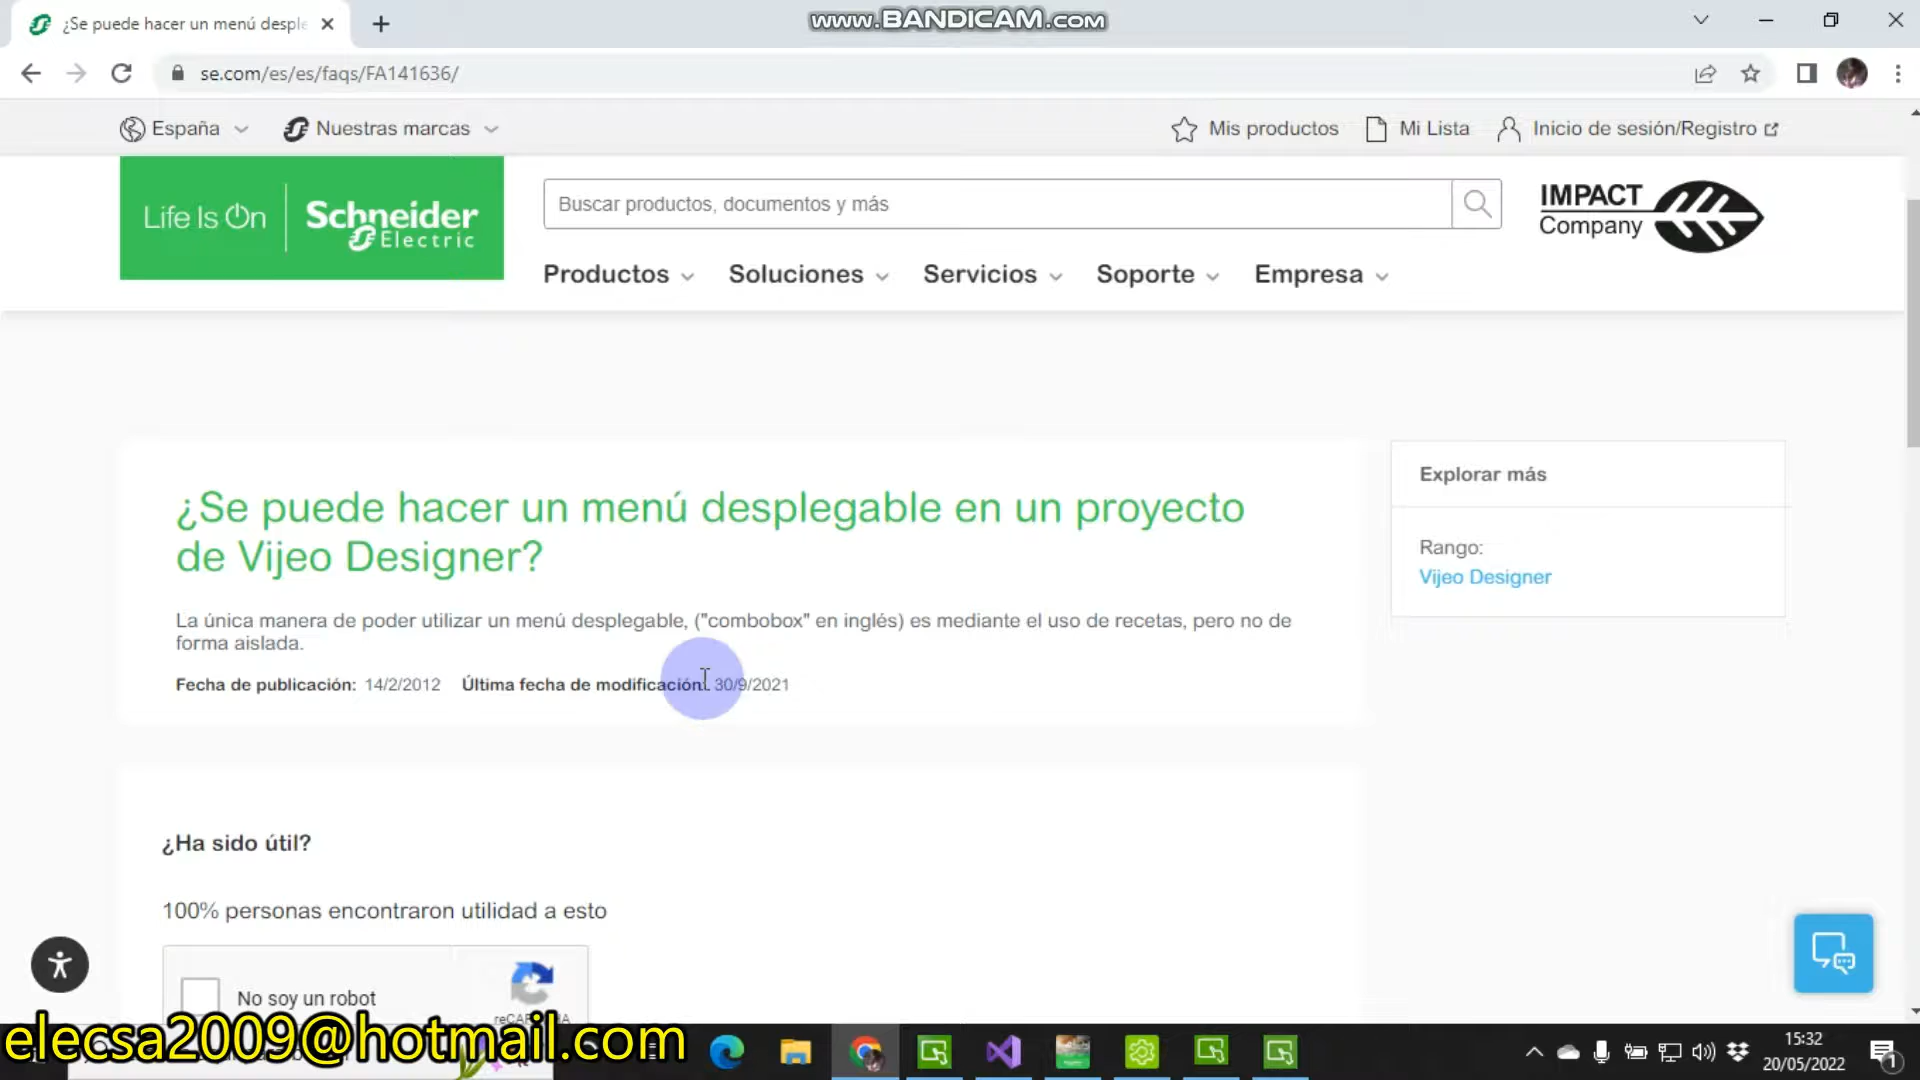 ¿Se puede hacer un menú desple
www.BANDICAM.com
se.com/es/es/faqs/FA141636/
España
Nuestras marcas
Mis productos
Mi Lista
Inicio de sesión/Registro
Life Is On
Schneider
Electric
Buscar productos, documentos y más
IMPACT
Company
Productos
Soluciones
Servicios
Soporte
Empresa
¿Se puede hacer un menú desplegable en un proyecto
de Vijeo Designer?
La única manera de poder utilizar un menú desplegable, ("combobox" en inglés) es mediante el uso de recetas, pero no de
forma aislada.
Fecha de publicación: 14/2/2012 Última fecha de modificación: 30/9/2021
Explorar más
Rango:
Vijeo Designer
¿Ha sido útil?
100% personas encontraron utilidad a esto
No soy un robot
elecsa2009@hotmail.com
15:32
20/05/2022
1